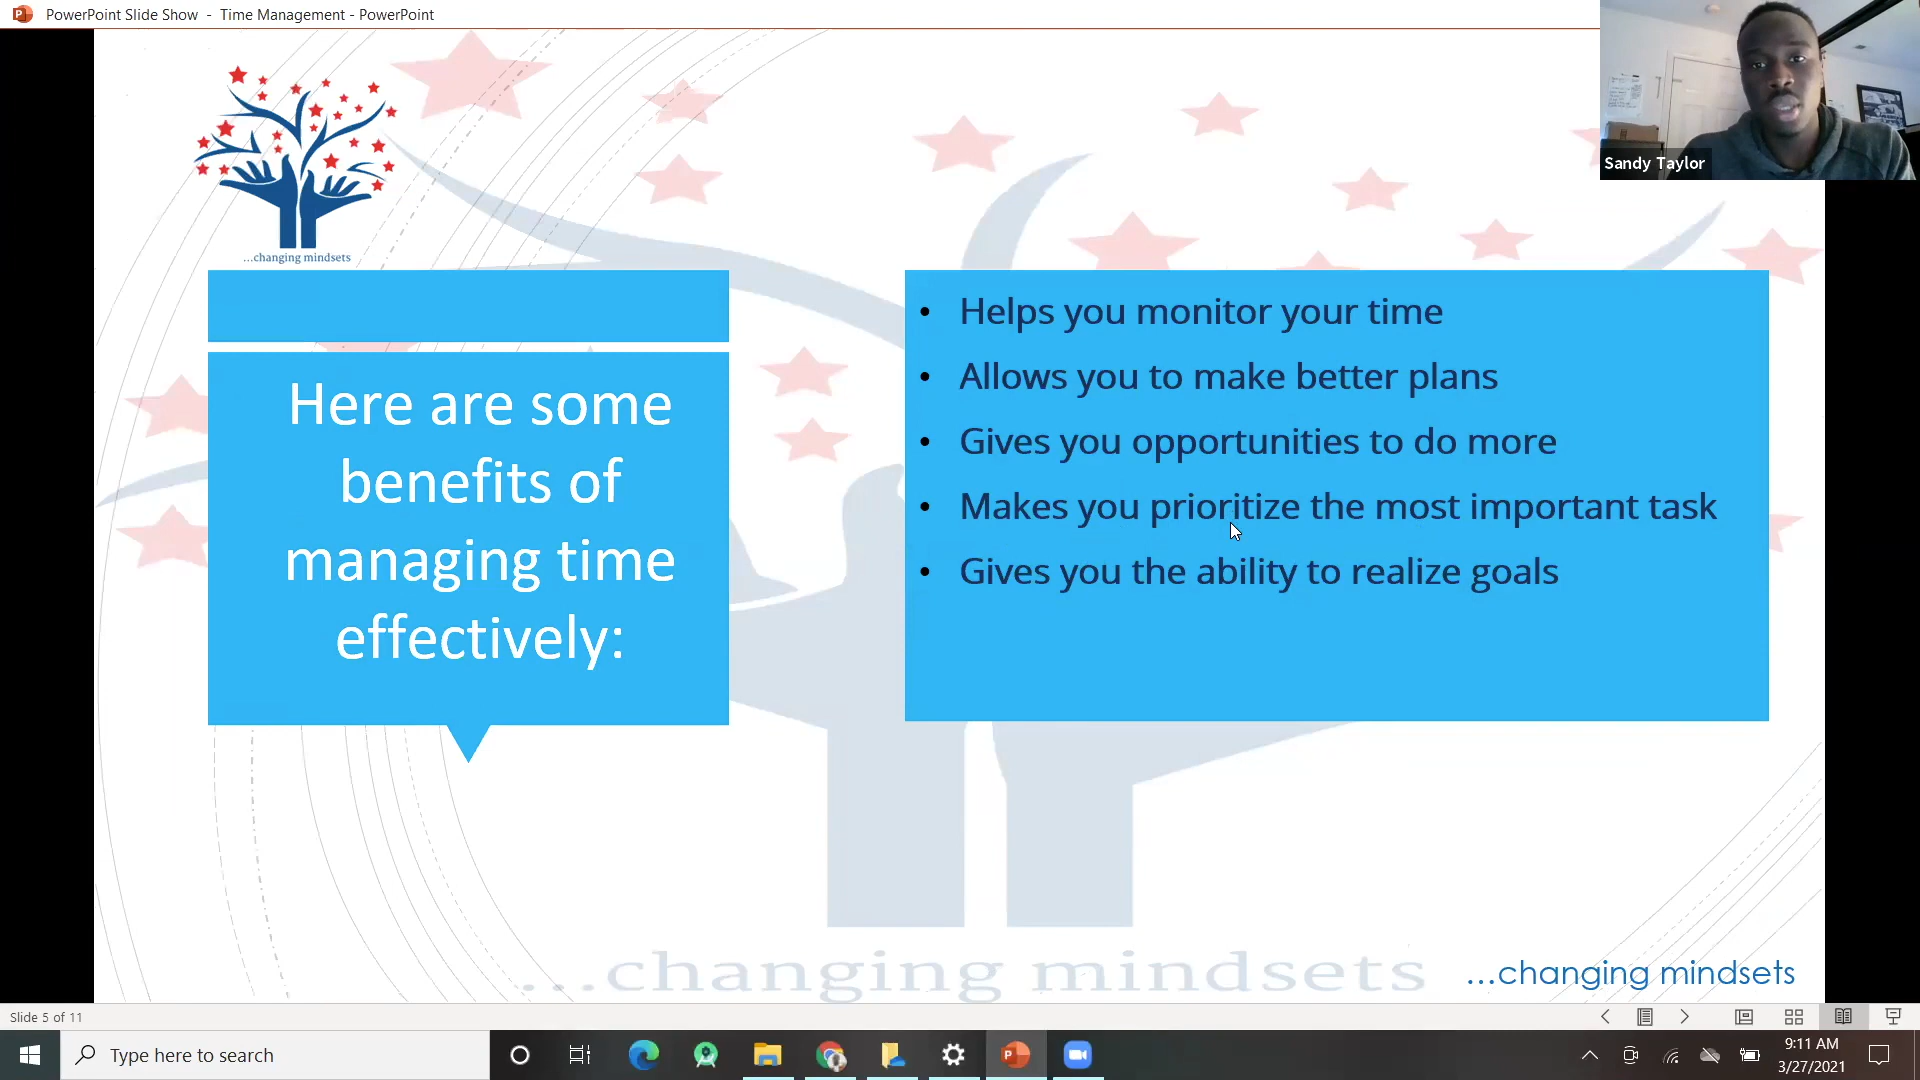 PowerPoint Slide Show - Time Management - PowerPoint
Sandy Taylor
...changing mindsets
Here are some
benefits of
managing time
effectively:
• Helps you monitor your time
• Allows you to make better plans
• Gives you opportunities to do more
• Makes you prioritize the most important task
• Gives you the ability to realize goals
...changing mindsets
...changing mindsets
Slide 5 of 11
Type here to search
9:11 AM
3/27/2021